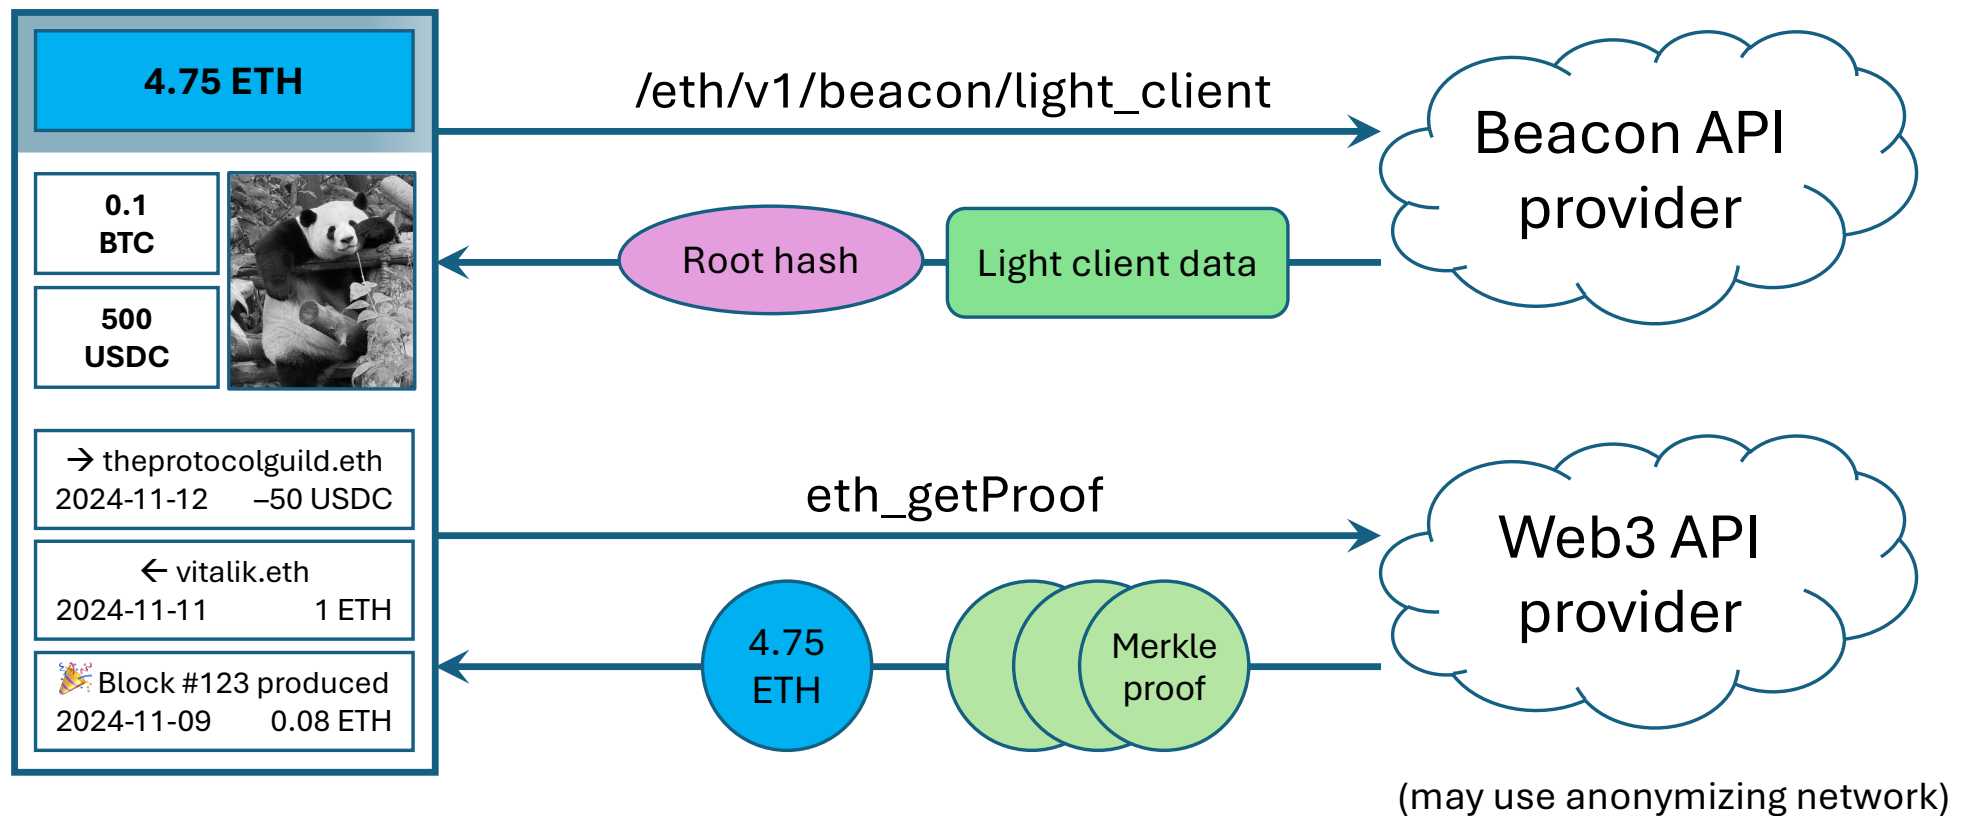 4.75 ETH
0.1
BTC
500
USDC
→ theprotocolguild.eth
2024-11-12 –50 USDC
← vitalik.eth
2024-11-11 1 ETH
🎉 Block #123 produced
2024-11-09 0.08 ETH
/eth/v1/beacon/light_client
Root hash
Light client data
Beacon API
provider
eth_getProof
4.75
ETH
Merkle
proof
Web3 API
provider
(may use anonymizing network)